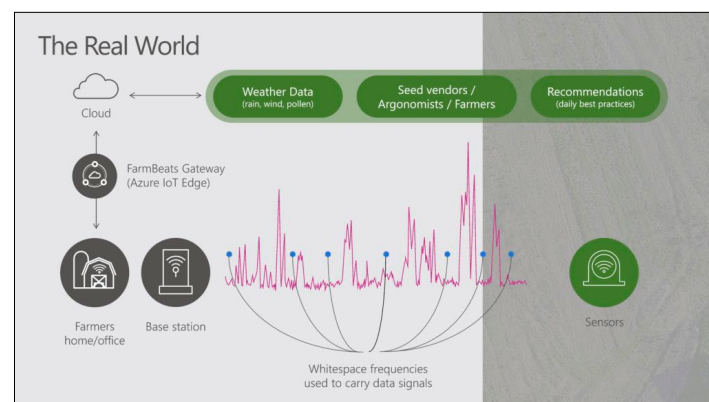 The Real World
Cloud
Weather Data
(rain, wind, pollen)
Seed vendors /
Argonomists / Farmers
Recommendations
(daily best practices)
FarmBeats Gateway
(Azure IoT Edge)
Farmers
home/office
Base station
Sensors
Whitespace frequencies
used to carry data signals